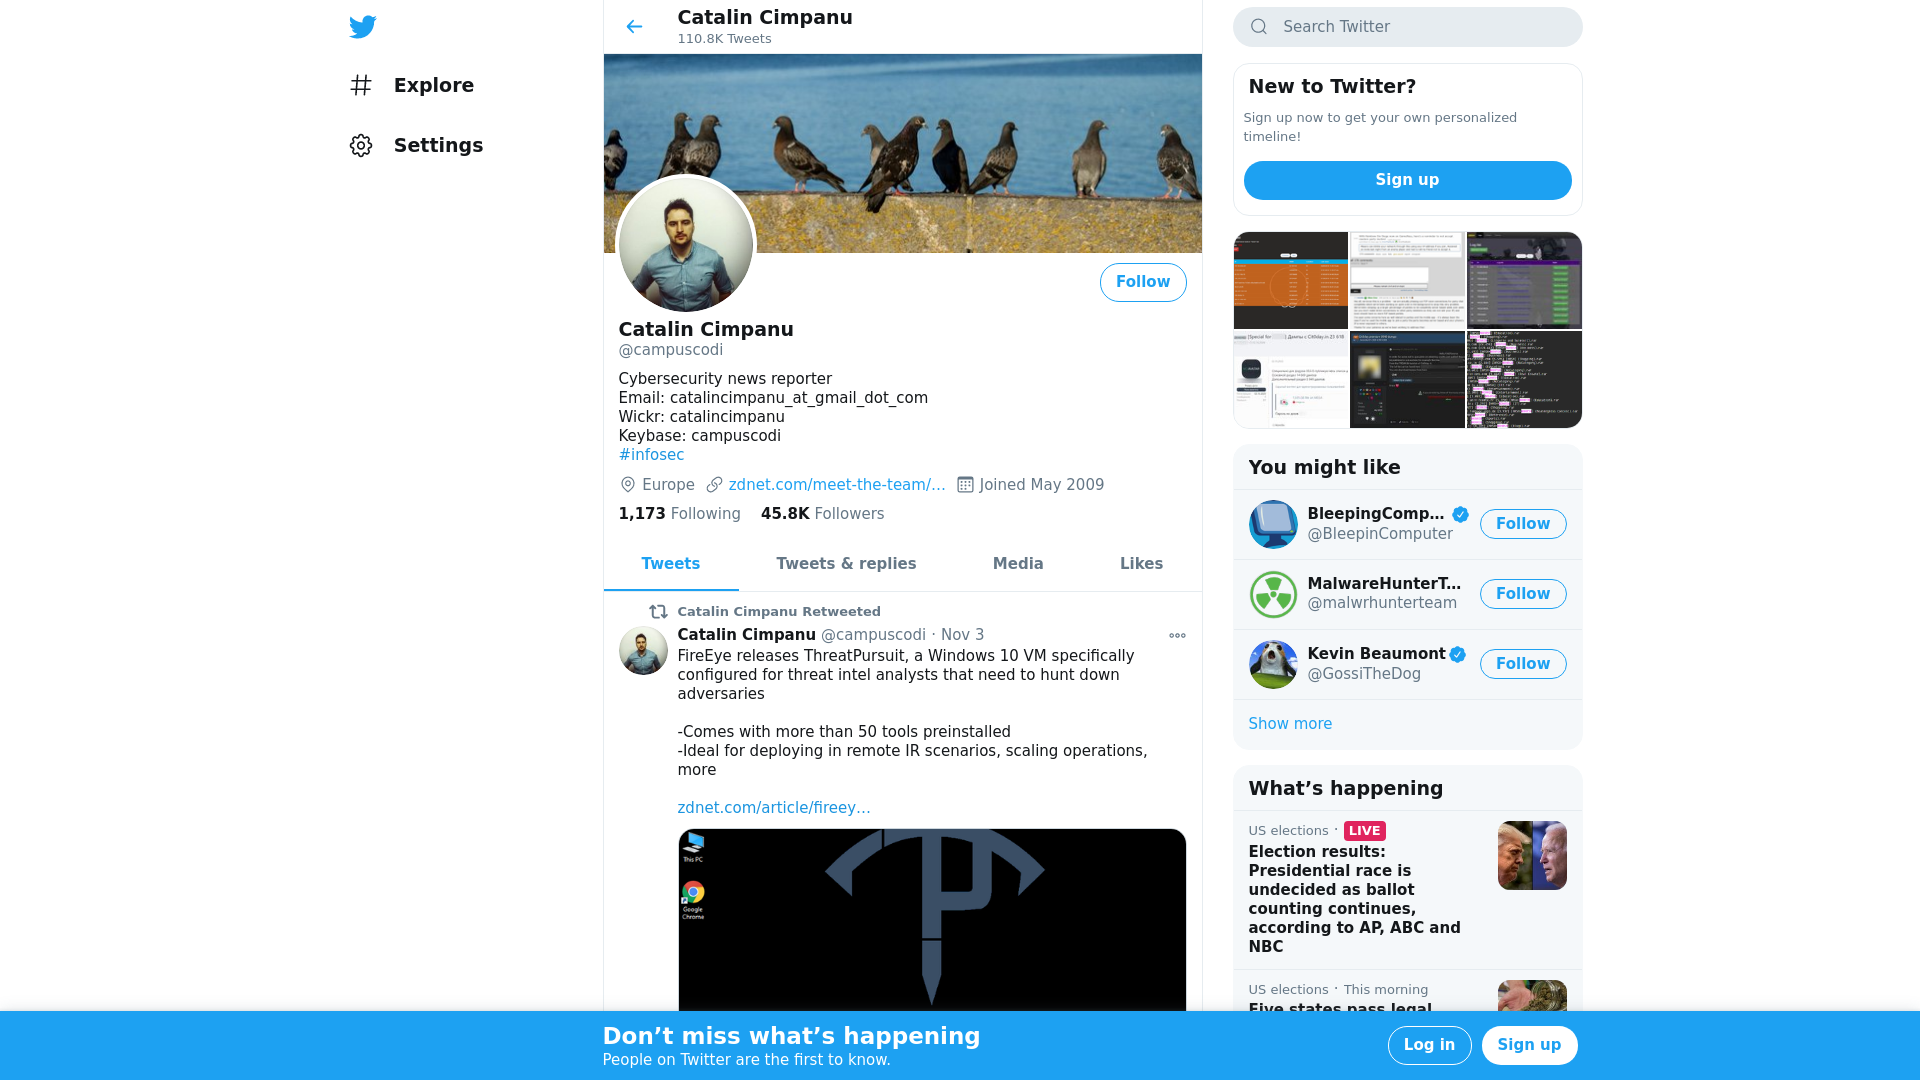 Explore
Settings
Catalin Cimpanu
110.8K Tweets
Follow
Catalin Cimpanu
@campuscodi
Cybersecurity news reporter
Email: catalincimpanu_at_gmail_dot_com
Wickr: catalincimpanu
Keybase: campuscodi
#infosec
Europe zdnet.com/meet-the-team/… Joined May 2009
1,173 Following 45.8K Followers
Tweets Tweets & replies Media Likes
Catalin Cimpanu Retweeted
Catalin Cimpanu @campuscodi · Nov 3
FireEye releases ThreatPursuit, a Windows 10 VM specifically
configured for threat intel analysts that need to hunt down
adversaries
-Comes with more than 50 tools preinstalled
-Ideal for deploying in remote IR scenarios, scaling operations,
more
zdnet.com/article/fireey…
This PC
Google
Chrome
Search Twitter
New to Twitter?
Sign up now to get your own personalized
timeline!
Sign up
You might like
BleepingComp…
@BleepinComputer
Follow
MalwareHunterT…
@malwrhunterteam
Follow
Kevin Beaumont
@GossiTheDog
Follow
Show more
What’s happening
US elections · LIVE
Election results:
Presidential race is
undecided as ballot
counting continues,
according to AP, ABC and
NBC
US elections · This morning
Five states pass legal
Don’t miss what’s happening
People on Twitter are the first to know.
Log in
Sign up